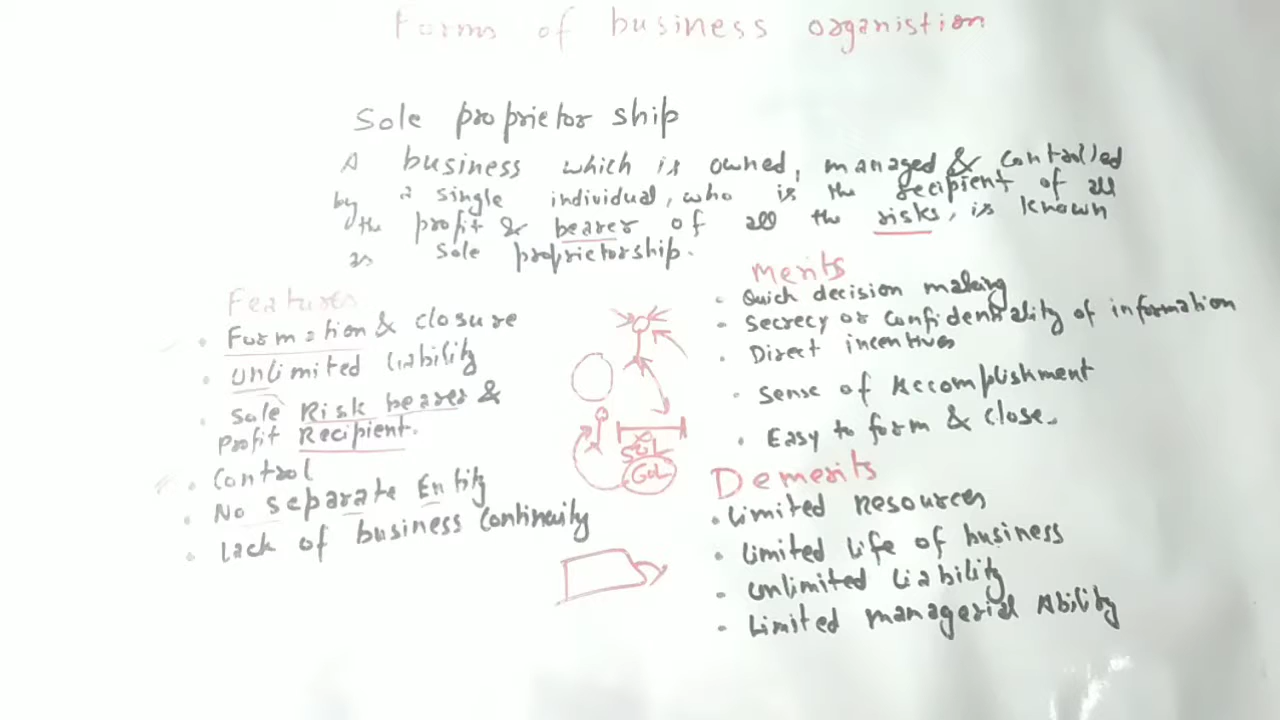 Forms of business organistion
Sole proprietor ship
A business which is owned, managed & controlled
by a single individual, who is the recipient of all
the profit & bearer of all the risks, is known
as sole proprietorship.
Features
• Formation & closure
• Unlimited liability
• Sole Risk bearer &
Profit Recipient.
• Control
• No separate Entity
• Lack of business continuity
Merits
• Quick decision making
• Secrecy or confidentiality of information
• Direct incentives
• Sense of Accomplishment
• Easy to form & close.
Demerits
• Limited Resources
• Limited life of business
• Unlimited liability
• Limited managerial Ability